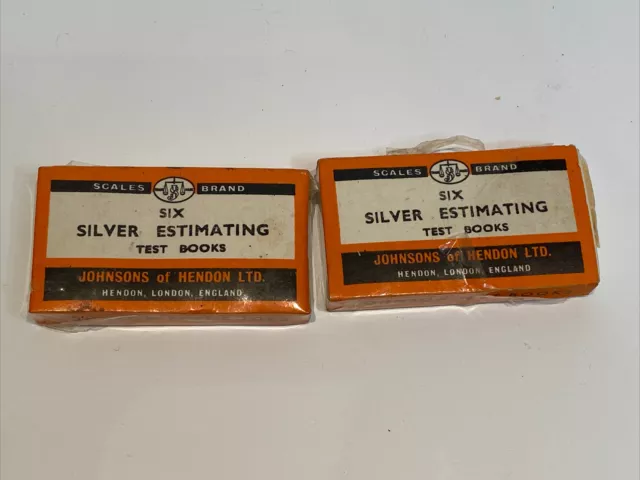 SCALES BRAND
SIX
SILVER ESTIMATING
TEST BOOKS
JOHNSONS of HENDON LTD.
HENDON, LONDON, ENGLAND
SCALES BRAND
SIX
SILVER ESTIMATING
TEST BOOKS
JOHNSONS of HENDON LTD.
HENDON, LONDON, ENGLAND